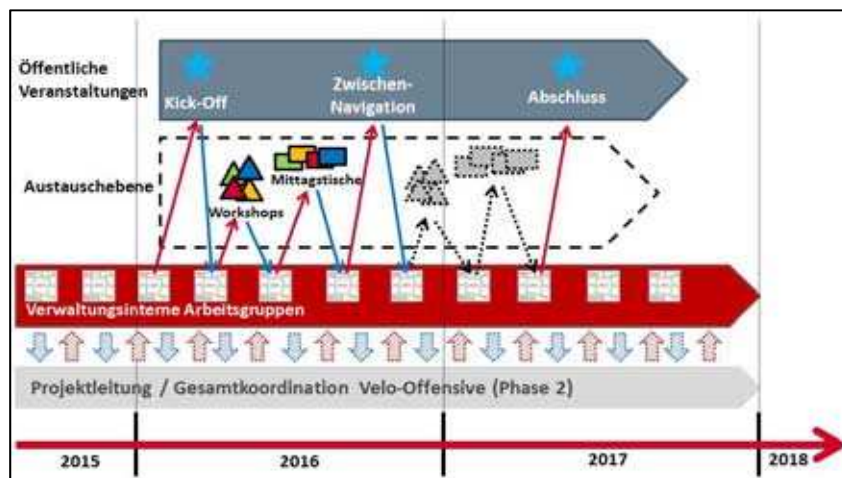 Öffentliche
Veranstaltungen
Kick-Off
Zwischen-
Navigation
Abschluss
Austauschebene
Workshops
Mittagstische
Verwaltungsinterne Arbeitsgruppen
Projektleitung / Gesamtkoordination Velo-Offensive (Phase 2)
2015
2016
2017
2018